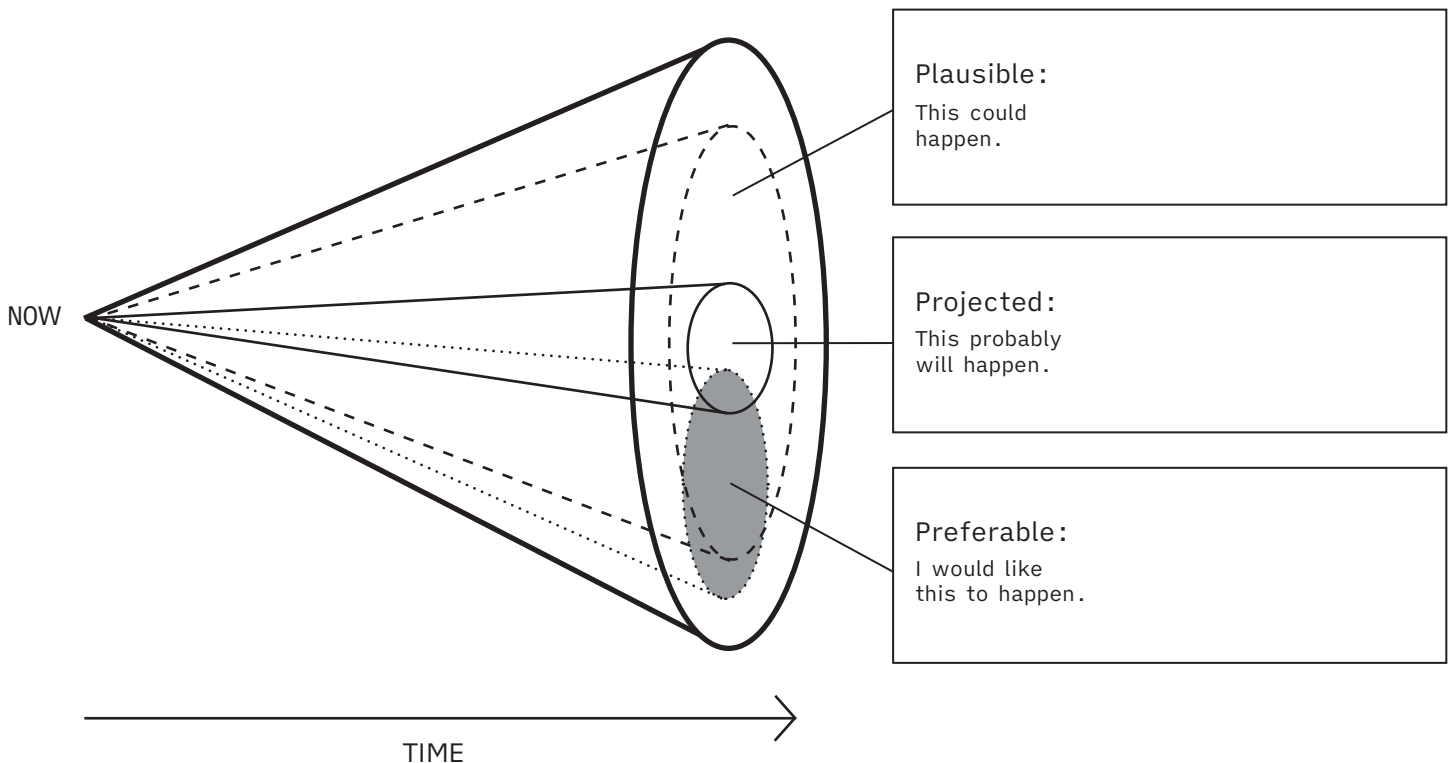 Plausible:
This could
happen.
NOW
Projected:
This probably
will happen.
Preferable:
I would like
this to happen.
TIME